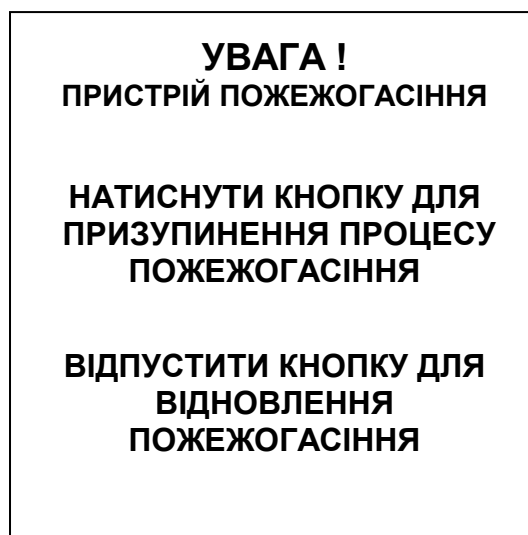 УВАГА !
ПРИСТРІЙ ПОЖЕЖОГАСІННЯ
НАТИСНУТИ КНОПКУ ДЛЯ
ПРИЗУПИНЕННЯ ПРОЦЕСУ
ПОЖЕЖОГАСІННЯ
ВІДПУСТИТИ КНОПКУ ДЛЯ
ВІДНОВЛЕННЯ
ПОЖЕЖОГАСІННЯ